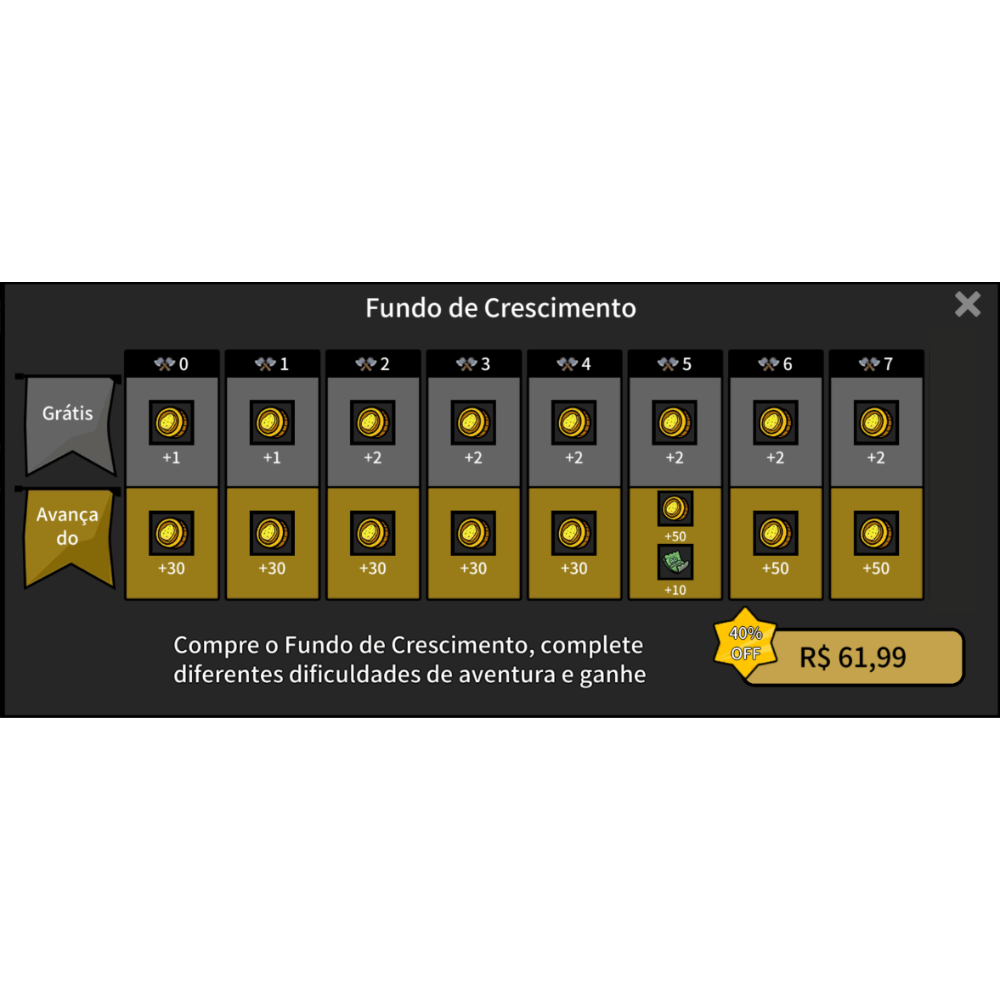 Fundo de Crescimento
0 1 2 3 4 5 6 7
Grátis
+1 +1 +2 +2 +2 +2 +2 +2
Avança
do
+30 +30 +30 +30 +30 +50 +50 +50
+10
Compre o Fundo de Crescimento, complete
diferentes dificuldades de aventura e ganhe
40%
OFF
R$ 61,99